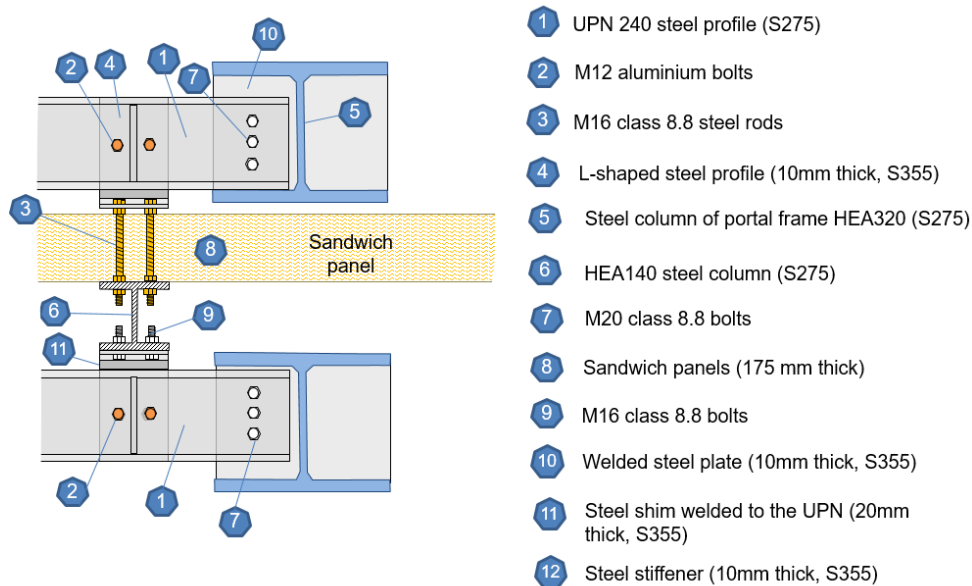 10
2
4
1
7
5
3
8
Sandwich
panel
6
9
11
2
1
7
1 UPN 240 steel profile (S275)
2 M12 aluminium bolts
3 M16 class 8.8 steel rods
4 L-shaped steel profile (10mm thick, S355)
5 Steel column of portal frame HEA320 (S275)
6 HEA140 steel column (S275)
7 M20 class 8.8 bolts
8 Sandwich panels (175 mm thick)
9 M16 class 8.8 bolts
10 Welded steel plate (10mm thick, S355)
11 Steel shim welded to the UPN (20mm
thick, S355)
12 Steel stiffener (10mm thick, S355)